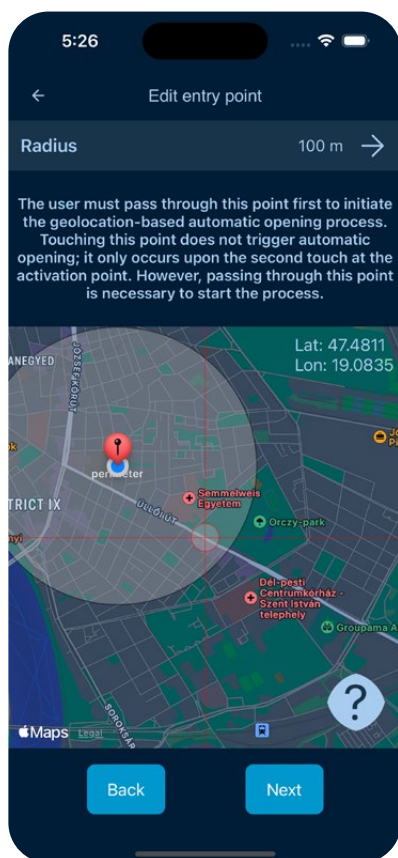 5:26
Edit entry point
Radius
100 m
The user must pass through this point first to initiate
the geolocation-based automatic opening process.
Touching this point does not trigger automatic
opening; it only occurs upon the second touch at the
activation point. However, passing through this point
is necessary to start the process.
Lat: 47.4811
Lon: 19.0835
ANEGYED
JÓZSEF KÖRÚT
perimeter
TRICT IX
ÜLLŐI ÚT
Semmelweis
Egyetem
Orczy-park
Dél-pesti
Centrumkórház -
Szent István
telephely
Groupama A
SOROKSÁR
?
Maps
Legal
Back
Next